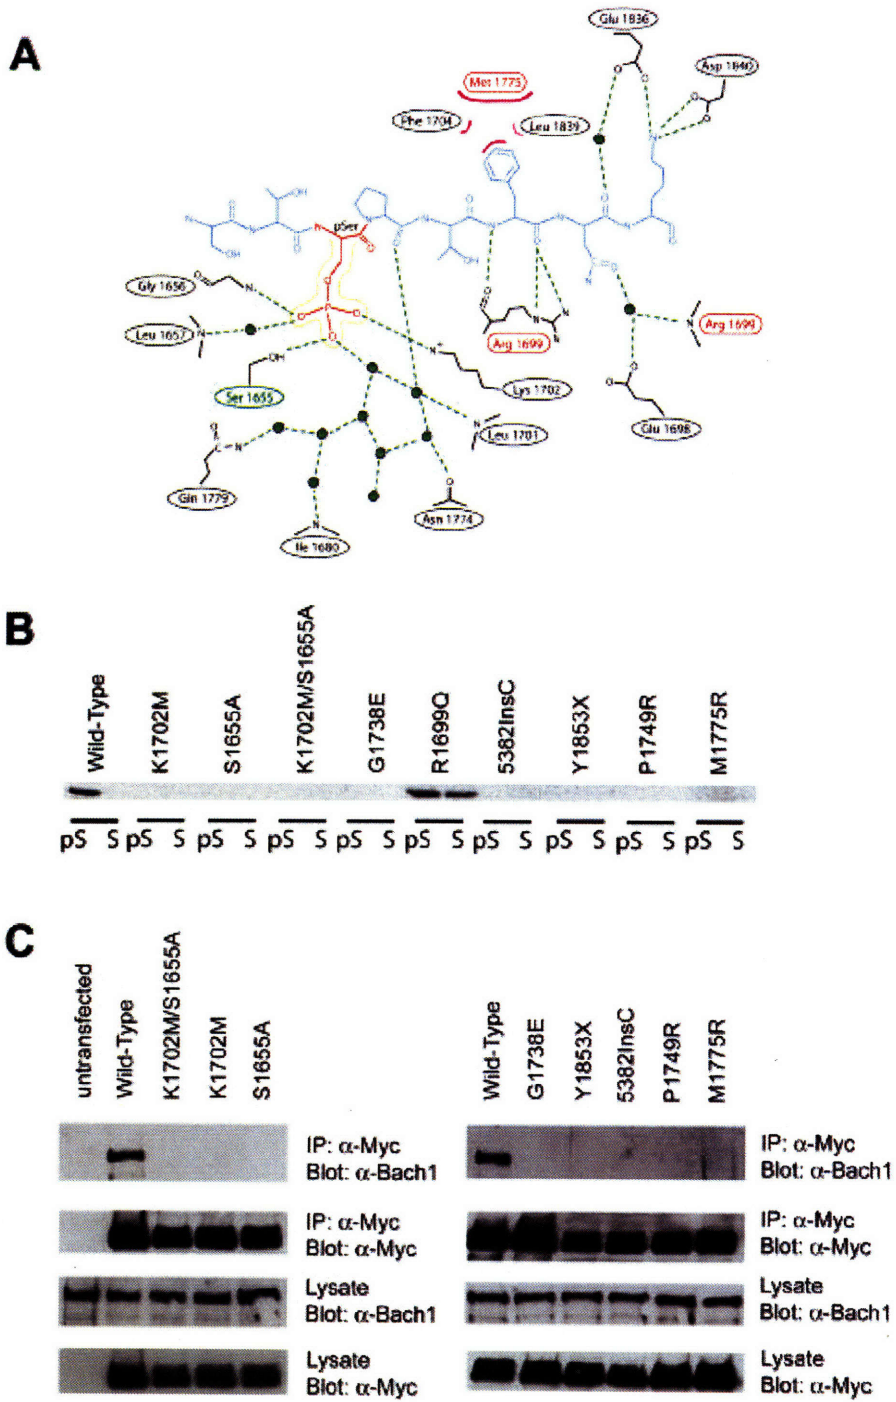 A
Glu 1836
Asp 1840
Met 1775
Phe 1704
Leu 1839
OH
pSer
OH
OH
Gly 1656
Leu 1657
OH
Ser 1655
Arg 1699
Arg 1699
Lys 1702
Glu 1698
Leu 1701
Gln 1779
Asn 1774
Ile 1680
B
Wild-Type K1702M S1655A K1702M/S1655A G1738E R1699Q 5382InsC Y1853X P1749R M1775R
pS S pS S pS S pS S pS S pS S pS S pS S pS S pS S
C
untransfected Wild-Type K1702M/S1655A K1702M S1655A
IP: α-Myc
Blot: α-Bach1
IP: α-Myc
Blot: α-Myc
Lysate
Blot: α-Bach1
Lysate
Blot: α-Myc
Wild-Type G1738E Y1853X 5382InsC P1749R M1775R
IP: α-Myc
Blot: α-Bach1
IP: α-Myc
Blot: α-Myc
Lysate
Blot: α-Bach1
Lysate
Blot: α-Myc